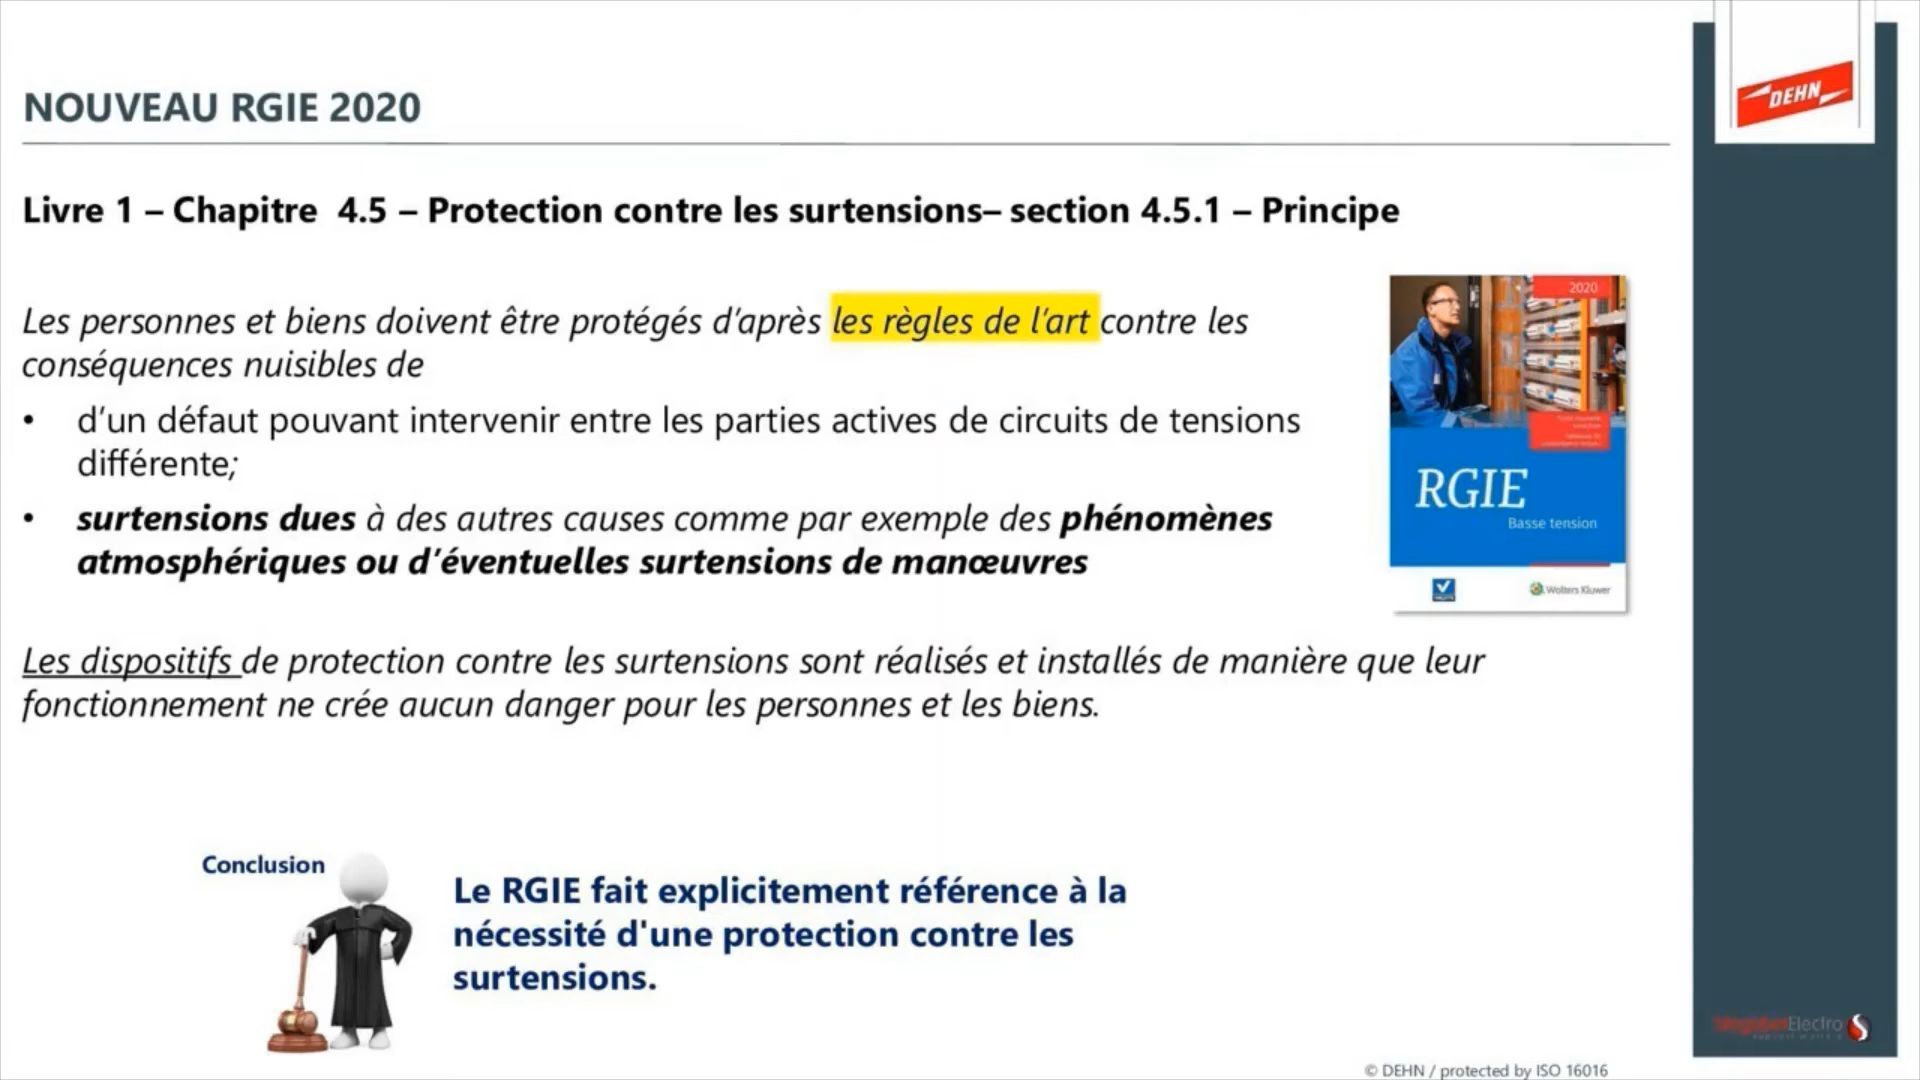 NOUVEAU RGIE 2020
DEHN
Livre 1 – Chapitre  4.5 – Protection contre les surtensions– section 4.5.1 – Principe
Les personnes et biens doivent être protégés d'après les règles de l'art contre les
conséquences nuisibles de
• d'un défaut pouvant intervenir entre les parties actives de circuits de tensions
différente;
• surtensions dues à des autres causes comme par exemple des phénomènes
atmosphériques ou d'éventuelles surtensions de manœuvres
2020
RGIE
Basse tension
Wolters Kluwer
Les dispositifs de protection contre les surtensions sont réalisés et installés de manière que leur
fonctionnement ne crée aucun danger pour les personnes et les biens.
Conclusion
Le RGIE fait explicitement référence à la
nécessité d'une protection contre les
surtensions.
Electro
© DEHN / protected by ISO 16016